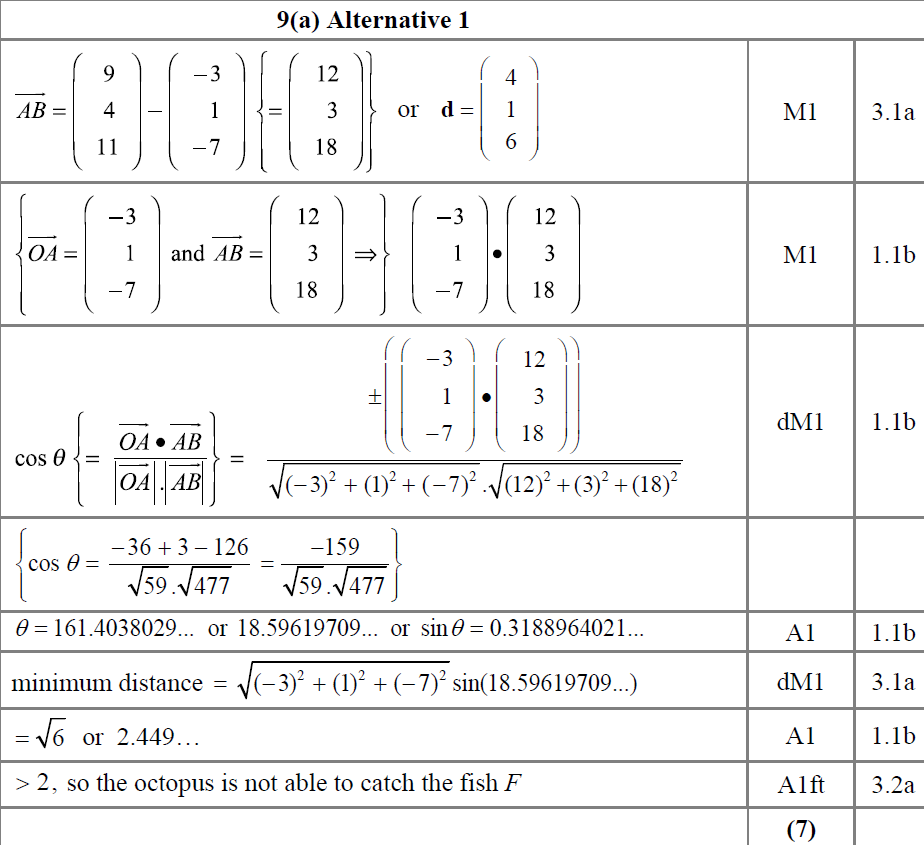 9(a) Alternative 1
$\overrightarrow{AB} = \begin{pmatrix} 9 \\ 4 \\ 11 \end{pmatrix} - \begin{pmatrix} -3 \\ 1 \\ -7 \end{pmatrix} \left\{ = \begin{pmatrix} 12 \\ 3 \\ 18 \end{pmatrix} \right\}$ or $\mathbf{d} = \begin{pmatrix} 4 \\ 1 \\ 6 \end{pmatrix}$ M1 3.1a
$\left\{ \overrightarrow{OA} = \begin{pmatrix} -3 \\ 1 \\ -7 \end{pmatrix} \text{ and } \overrightarrow{AB} = \begin{pmatrix} 12 \\ 3 \\ 18 \end{pmatrix} \Rightarrow \right\} \begin{pmatrix} -3 \\ 1 \\ -7 \end{pmatrix} \bullet \begin{pmatrix} 12 \\ 3 \\ 18 \end{pmatrix}$ M1 1.1b
$\cos\theta \left\{ = \frac{\overrightarrow{OA} \bullet \overrightarrow{AB}}{|\overrightarrow{OA}| . |\overrightarrow{AB}|} \right\} = \frac{\pm \left( \begin{pmatrix} -3 \\ 1 \\ -7 \end{pmatrix} \bullet \begin{pmatrix} 12 \\ 3 \\ 18 \end{pmatrix} \right)}{\sqrt{(-3)^2 + (1)^2 + (-7)^2} . \sqrt{(12)^2 + (3)^2 + (18)^2}}$ dM1 1.1b
$\left\{ \cos\theta = \frac{-36 + 3 - 126}{\sqrt{59} . \sqrt{477}} = \frac{-159}{\sqrt{59} . \sqrt{477}} \right\}$
$\theta = 161.4038029...$ or $18.59619709...$ or $\sin\theta = 0.3188964021...$ A1 1.1b
minimum distance $= \sqrt{(-3)^2 + (1)^2 + (-7)^2} \sin(18.59619709...)$ dM1 3.1a
$= \sqrt{6}$ or 2.449… A1 1.1b
> 2, so the octopus is not able to catch the fish F A1ft 3.2a
(7)